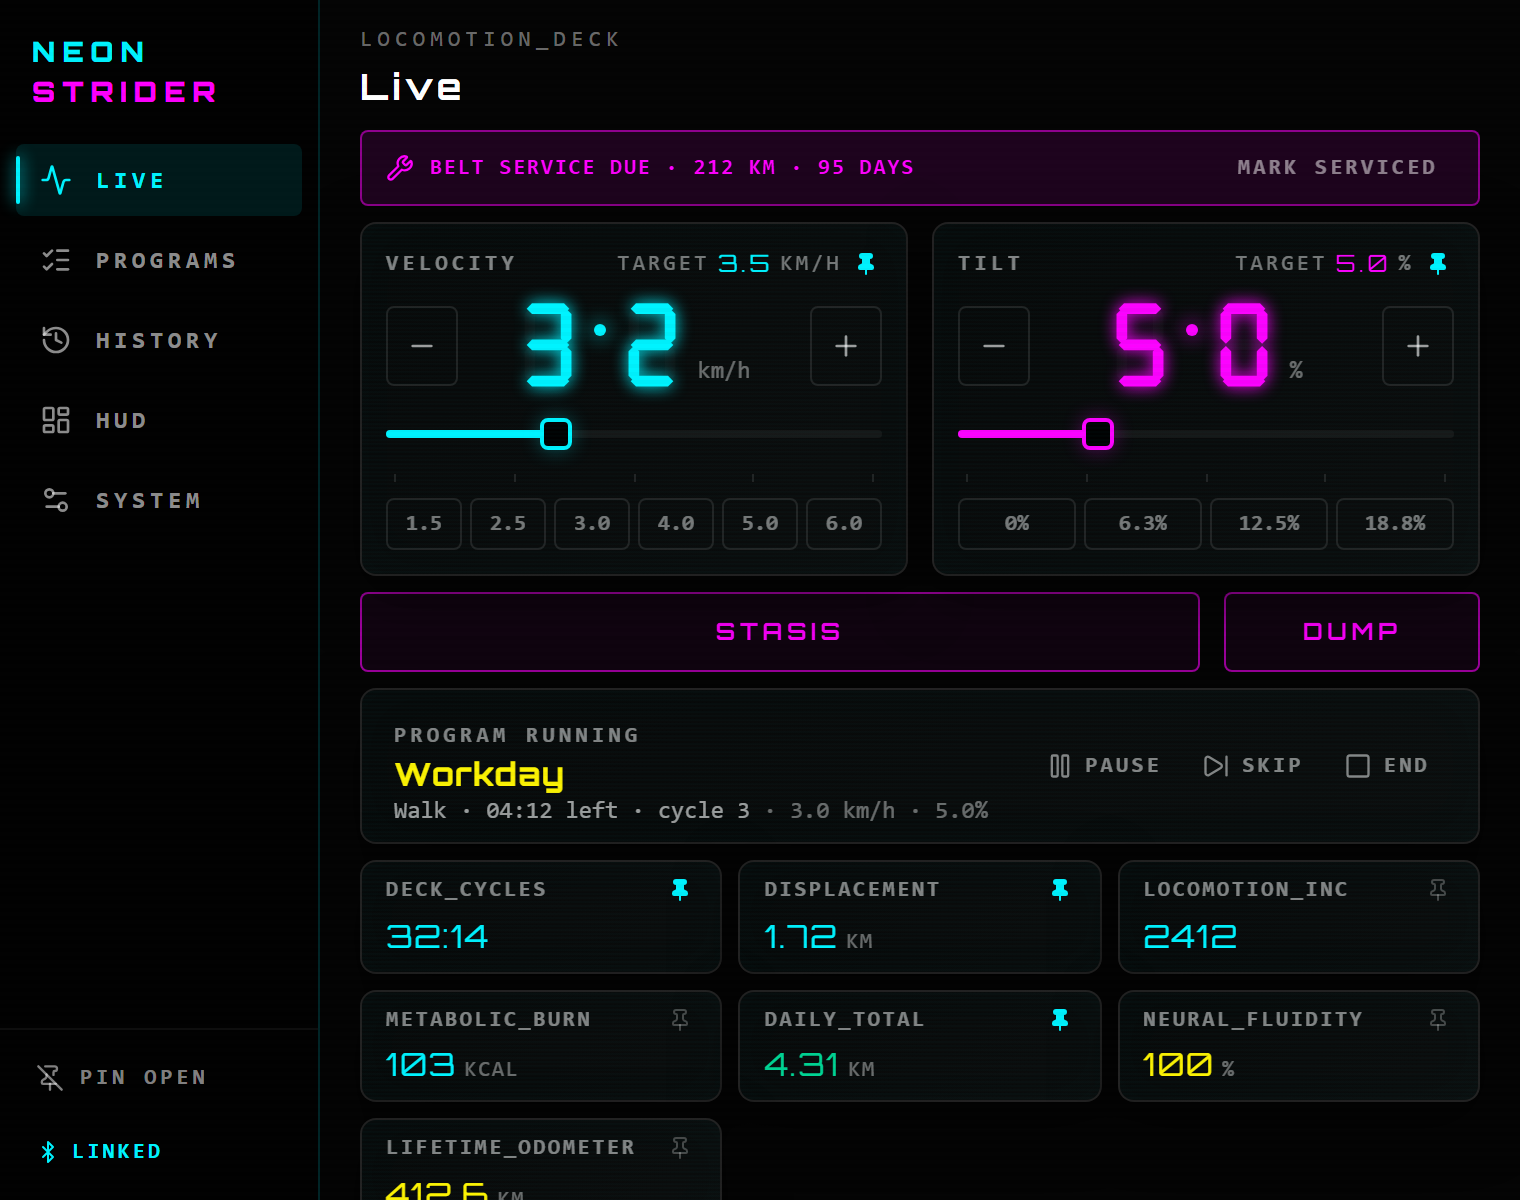 NEON
STRIDER
LIVE
PROGRAMS
HISTORY
HUD
SYSTEM
PIN OPEN
LINKED
LOCOMOTION_DECK
Live
BELT SERVICE DUE · 212 KM · 95 DAYS
MARK SERVICED
VELOCITY
TARGET 3.5 KM/H
3.2 km/h
1.5 2.5 3.0 4.0 5.0 6.0
TILT
TARGET 5.0 %
5.0 %
0% 6.3% 12.5% 18.8%
STASIS
DUMP
PROGRAM RUNNING
Workday
Walk · 04:12 left · cycle 3 · 3.0 km/h · 5.0%
PAUSE SKIP END
DECK_CYCLES
32:14
DISPLACEMENT
1.72 KM
LOCOMOTION_INC
2412
METABOLIC_BURN
103 KCAL
DAILY_TOTAL
4.31 KM
NEURAL_FLUIDITY
100 %
LIFETIME_ODOMETER
412.6 KM